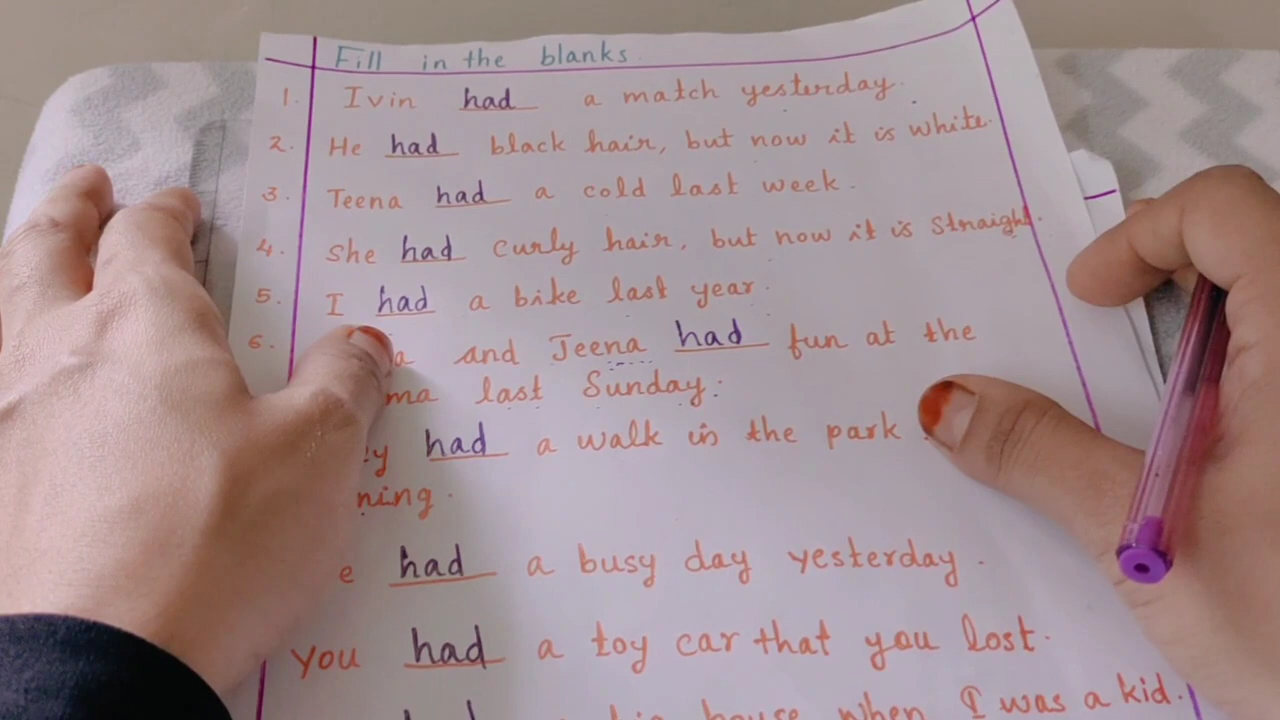 Fill in the blanks.
1. Ivin had a match yesterday.
2. He had black hair, but now it is white.
3. Teena had a cold last week.
4. She had curly hair, but now it is straight.
5. I had a bike last year.
6. and Jeena had fun at the
last Sunday.
had a walk in the park
had a busy day yesterday.
You had a toy car that you lost.
had house when I was a kid.